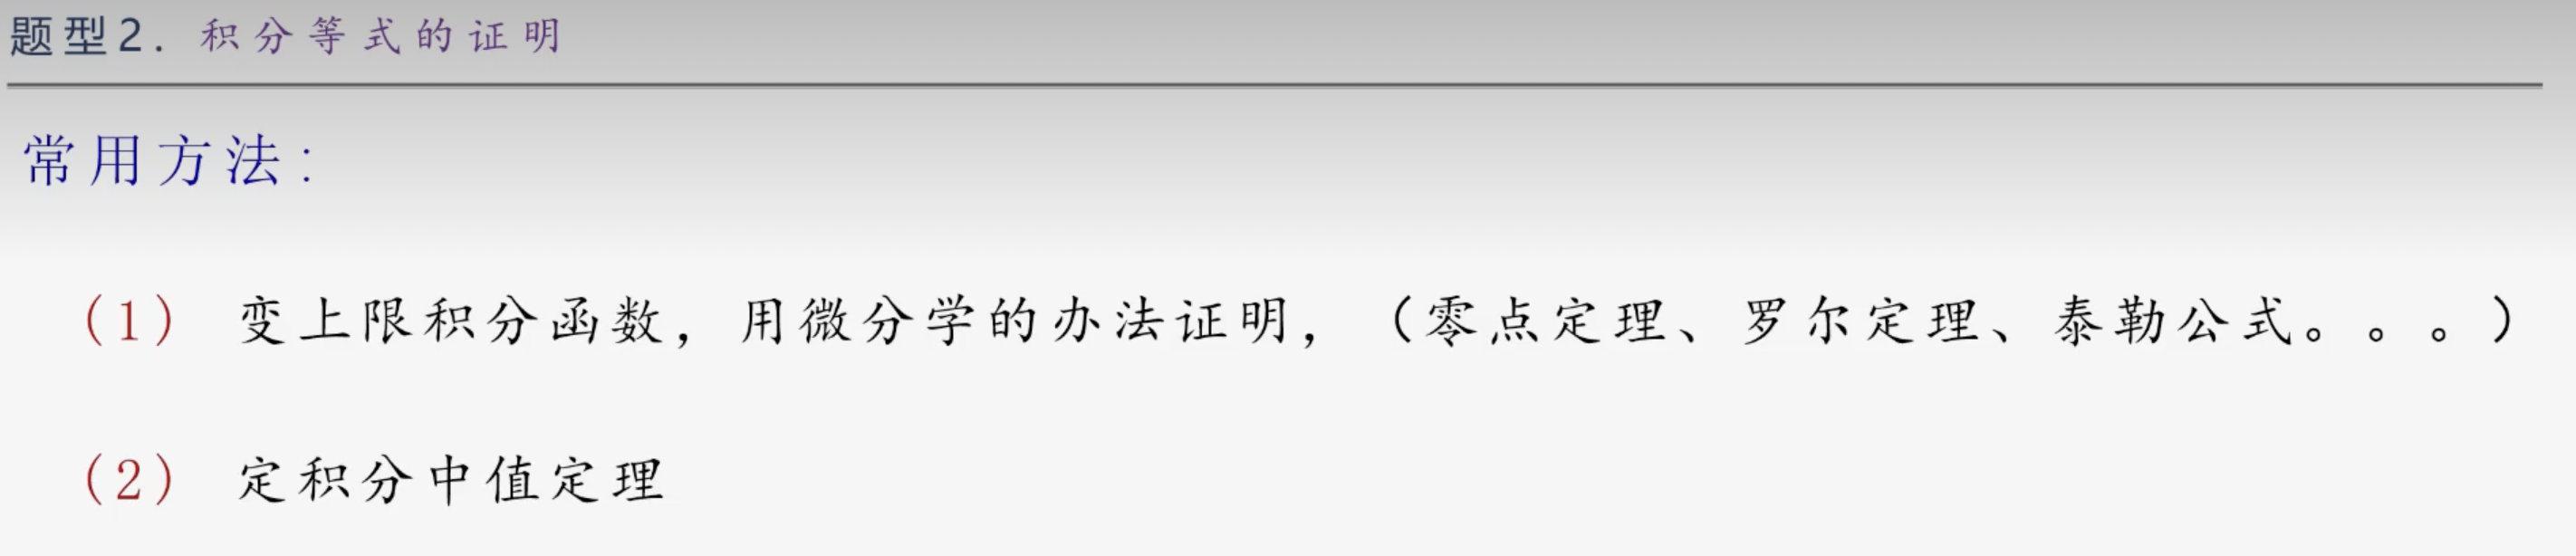 题型2. 积分等式的证明
常用方法:
(1) 变上限积分函数, 用微分学的办法证明, (零点定理、罗尔定理、泰勒公式。。。)
(2) 定积分中值定理